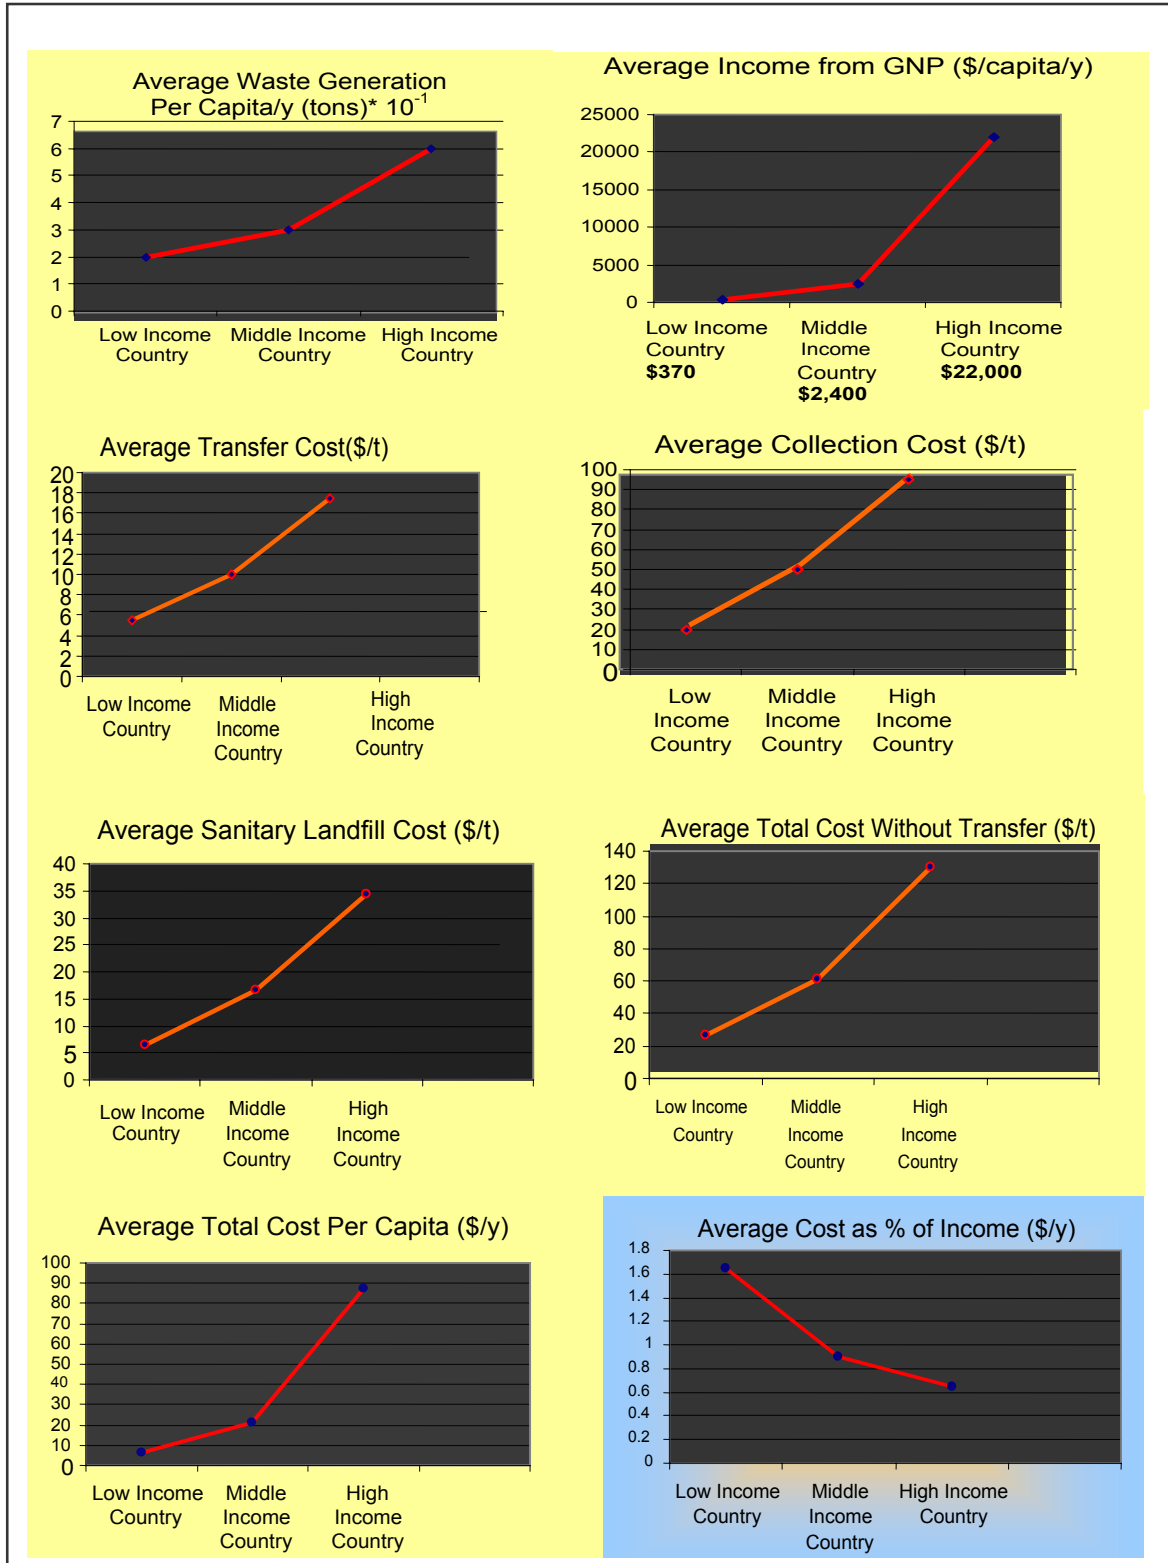 Average Waste Generation
Per Capita/y (tons)* 10⁻¹
7
6
5
4
3
2
1
0
Low Income
Country
Middle Income
Country
High Income
Country
Average Income from GNP ($/capita/y)
25000
20000
15000
10000
5000
0
Low Income
Country
$370
Middle
Income
Country
$2,400
High Income
Country
$22,000
Average Transfer Cost($/t)
20
18
16
14
12
10
8
6
4
2
0
Low Income
Country
Middle
Income
Country
High
Income
Country
Average Collection Cost ($/t)
100
90
80
70
60
50
40
30
20
10
0
Low
Income
Country
Middle
Income
Country
High
Income
Country
Average Sanitary Landfill Cost ($/t)
40
35
30
25
20
15
10
5
0
Low Income
Country
Middle
Income
Country
High
Income
Country
Average Total Cost Without Transfer ($/t)
140
120
100
80
60
40
20
0
Low Income
Country
Middle
Income
Country
High
Income
Country
Average Total Cost Per Capita ($/y)
100
90
80
70
60
50
40
30
20
10
0
Low Income
Country
Middle
Income
Country
High
Income
Country
Average Cost as % of Income ($/y)
1.8
1.6
1.4
1.2
1
0.8
0.6
0.4
0.2
0
Low Income
Country
Middle
Income
Country
High Income
Country